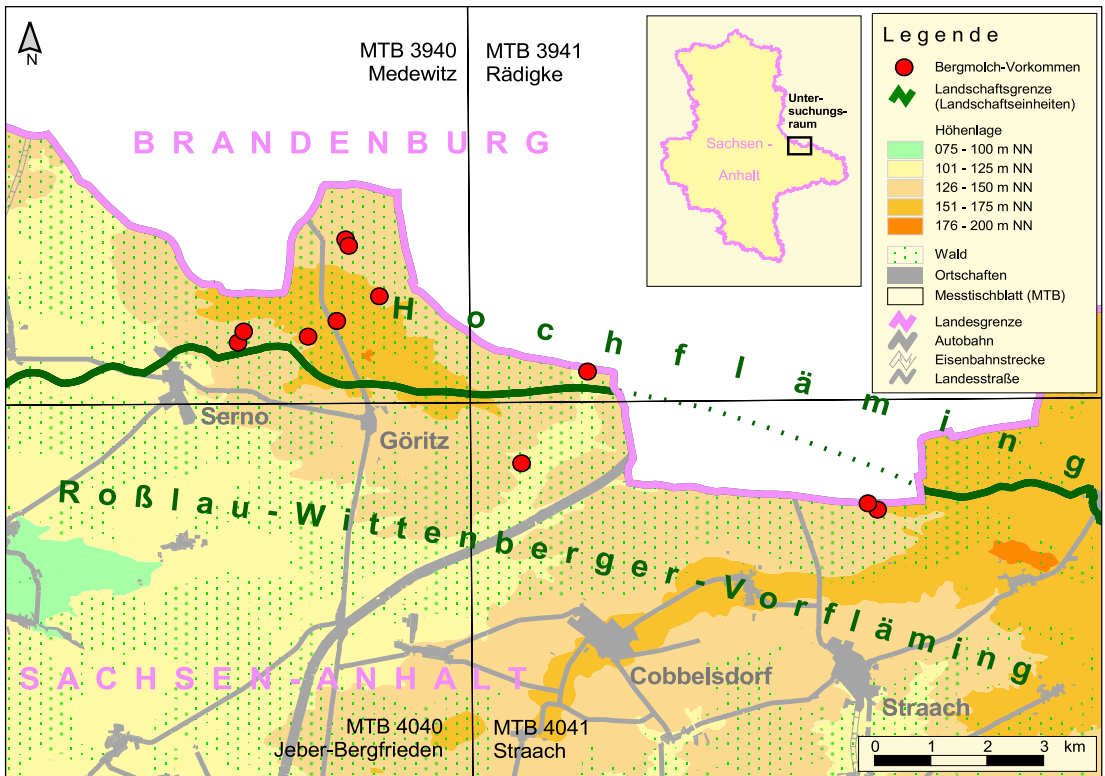 N
MTB 3940
Medewitz
MTB 3941
Rädigke
BRANDENBURG
Unter-
suchungs-
raum
Sachsen -
Anhalt
Legende
Bergmolch-Vorkommen
Landschaftsgrenze
(Landschaftseinheiten)
Höhenlage
075 - 100 m NN
101 - 125 m NN
126 - 150 m NN
151 - 175 m NN
176 - 200 m NN
Wald
Ortschaften
Messtischblatt (MTB)
Landesgrenze
Autobahn
Eisenbahnstrecke
Landesstraße
Hochfläming
Serno
Göritz
Roßlau-Wittenberger-Vorfläming
SACHSEN-ANHALT
Cobbelsdorf
Straach
MTB 4040
Jeber-Bergfrieden
MTB 4041
Straach
0 1 2 3 km